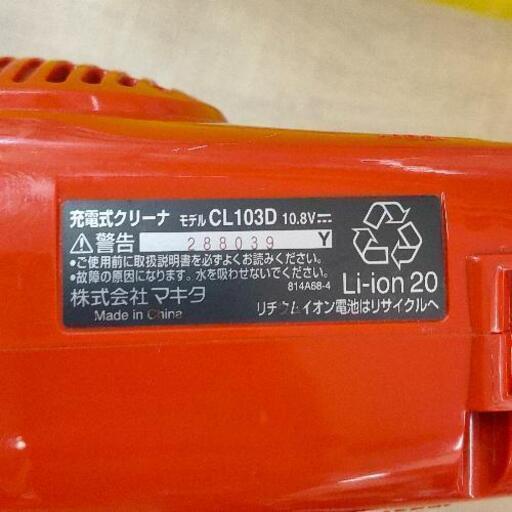 充電式クリーナ モデル CL103D 10.8V⎓
⚠警告 288039 Y
•ご使用前に取扱説明書を必ずよくお読みください。
•故障の原因になります。水を吸わせないでください。
814A68-4
株式会社マキタ
Made in China
Li-ion 20
リチウムイオン電池はリサイクルへ